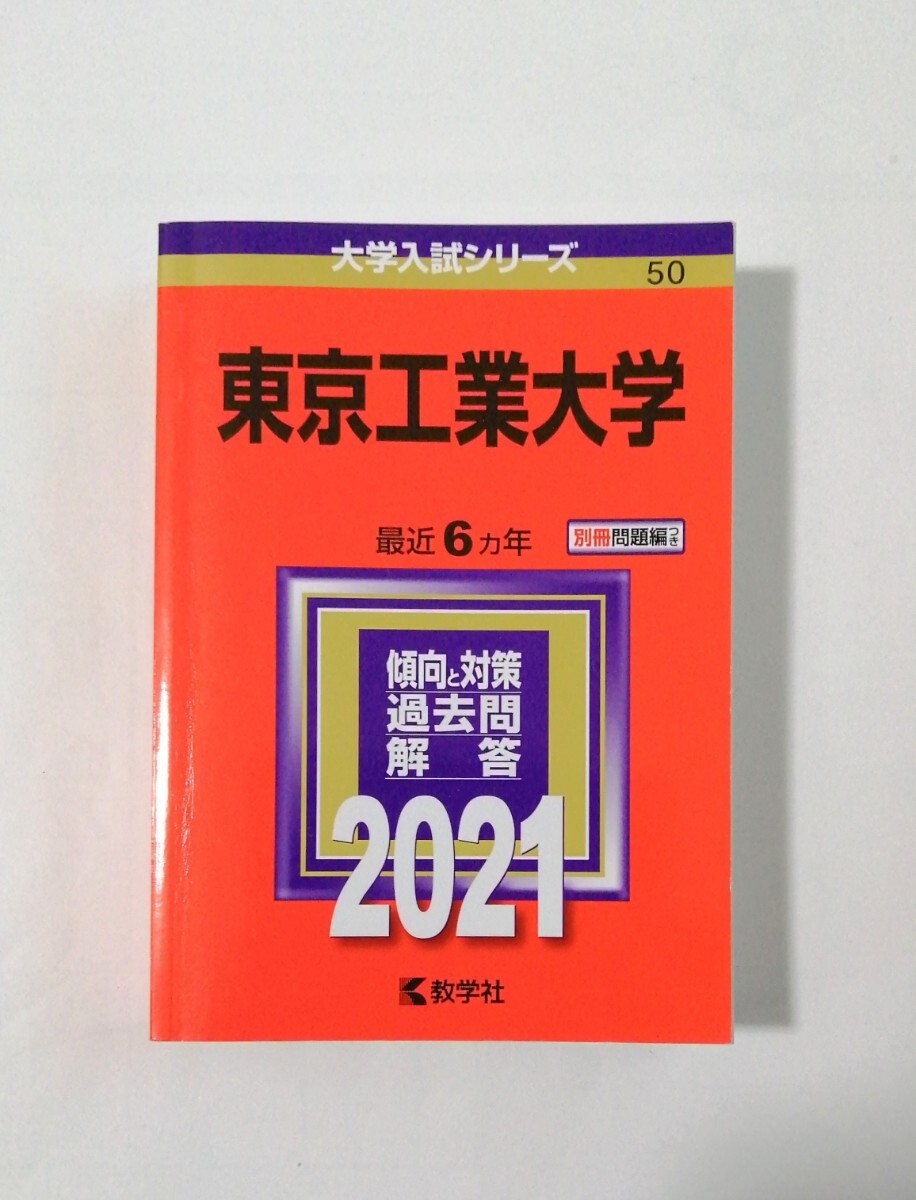 大学入試シリーズ
50
東京工業大学
最近6ヵ年
別冊問題編つき
傾向と対策
過去問
解答
2021
教学社